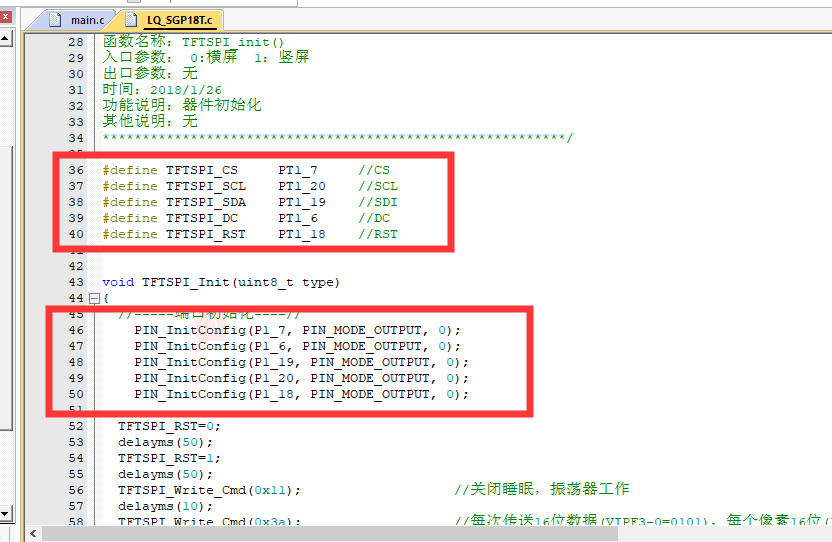 main.c
LQ_SGP18T.c
28 函数名称: TFTSPI_init()
29 入口参数: 0:横屏 1: 竖屏
30 出口参数: 无
31 时间: 2018/1/26
32 功能说明: 器件初始化
33 其他说明: 无
34 **********************************************************/
36 #define TFTSPI_CS PT1_7 //CS
37 #define TFTSPI_SCL PT1_20 //SCL
38 #define TFTSPI_SDA PT1_19 //SDI
39 #define TFTSPI_DC PT1_6 //DC
40 #define TFTSPI_RST PT1_18 //RST
42
43 void TFTSPI_Init(uint8_t type)
44 {
45 //-----端口初始化----//
46 PIN_InitConfig(P1_7, PIN_MODE_OUTPUT, 0);
47 PIN_InitConfig(P1_6, PIN_MODE_OUTPUT, 0);
48 PIN_InitConfig(P1_19, PIN_MODE_OUTPUT, 0);
49 PIN_InitConfig(P1_20, PIN_MODE_OUTPUT, 0);
50 PIN_InitConfig(P1_18, PIN_MODE_OUTPUT, 0);
52 TFTSPI_RST=0;
53 delayms(50);
54 TFTSPI_RST=1;
55 delayms(50);
56 TFTSPI_Write_Cmd(0x11); //关闭睡眠, 振荡器工作
57 delayms(10);
58 TFTSPI_Write_Cmd(0x3a); //每次传送16位数据(VIPF3-0=0101), 每个像素16位(